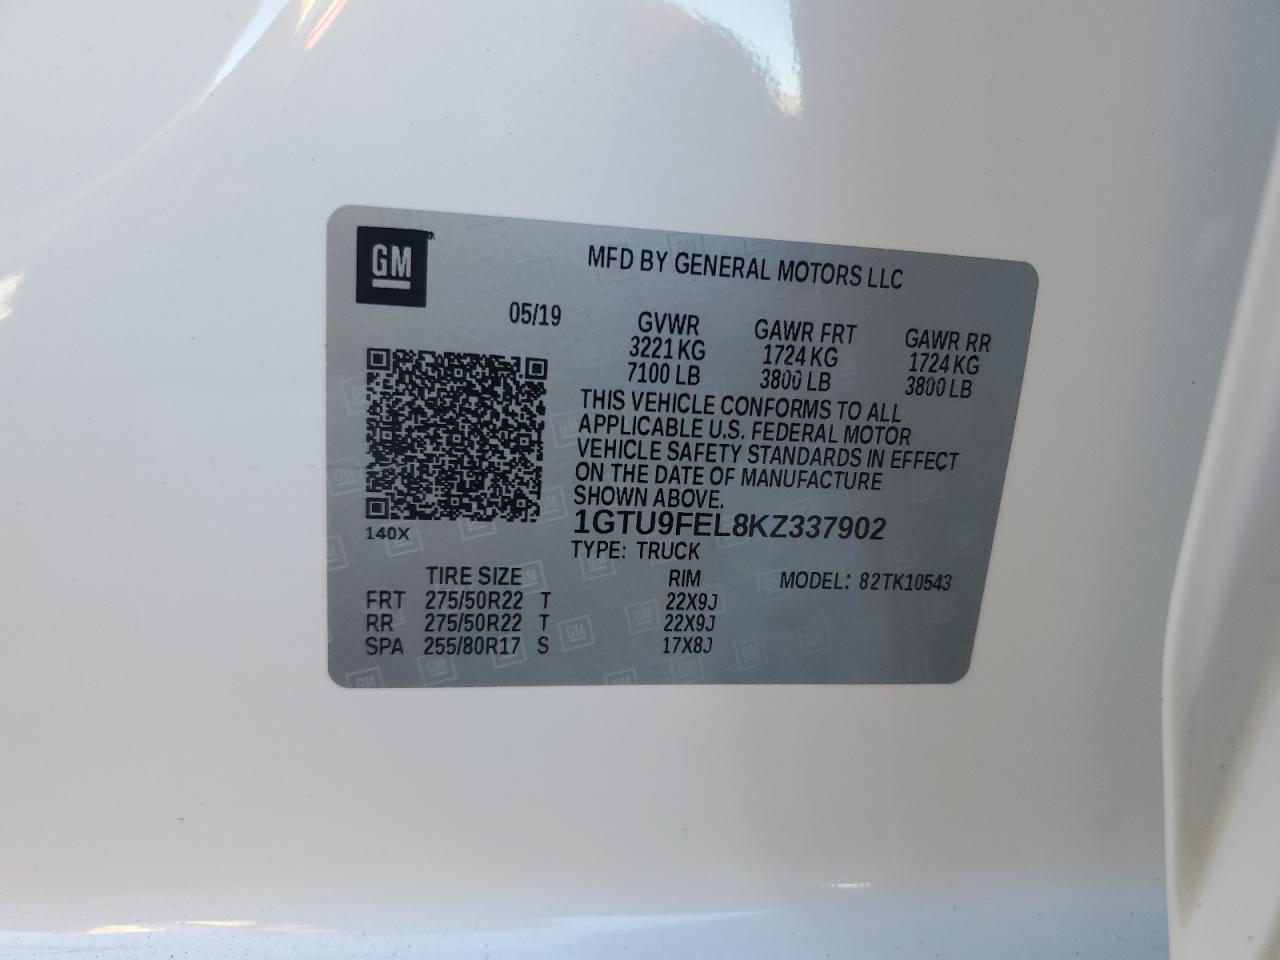 GM
MFD BY GENERAL MOTORS LLC
05/19
GVWR GAWR FRT GAWR RR
3221 KG 1724 KG 1724 KG
7100 LB 3800 LB 3800 LB
THIS VEHICLE CONFORMS TO ALL
APPLICABLE U.S. FEDERAL MOTOR
VEHICLE SAFETY STANDARDS IN EFFECT
ON THE DATE OF MANUFACTURE
SHOWN ABOVE.
140X
1GTU9FEL8KZ337902
TYPE: TRUCK
TIRE SIZE RIM MODEL: 82TK10543
FRT 275/50R22 T 22X9J
RR 275/50R22 T 22X9J
SPA 255/80R17 S 17X8J